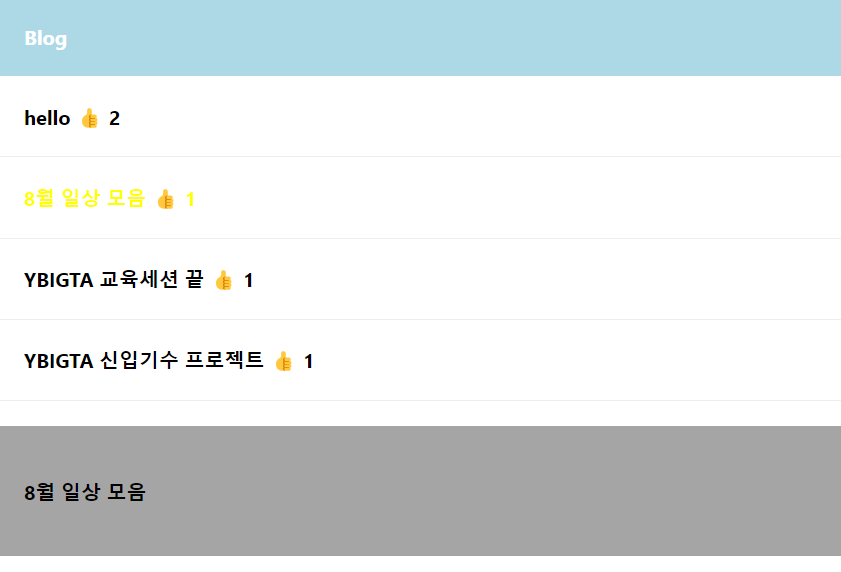 Blog
hello 👍 2
8월 일상 모음 👍 1
YBIGTA 교육세션 끝 👍 1
YBIGTA 신입기수 프로젝트 👍 1
8월 일상 모음